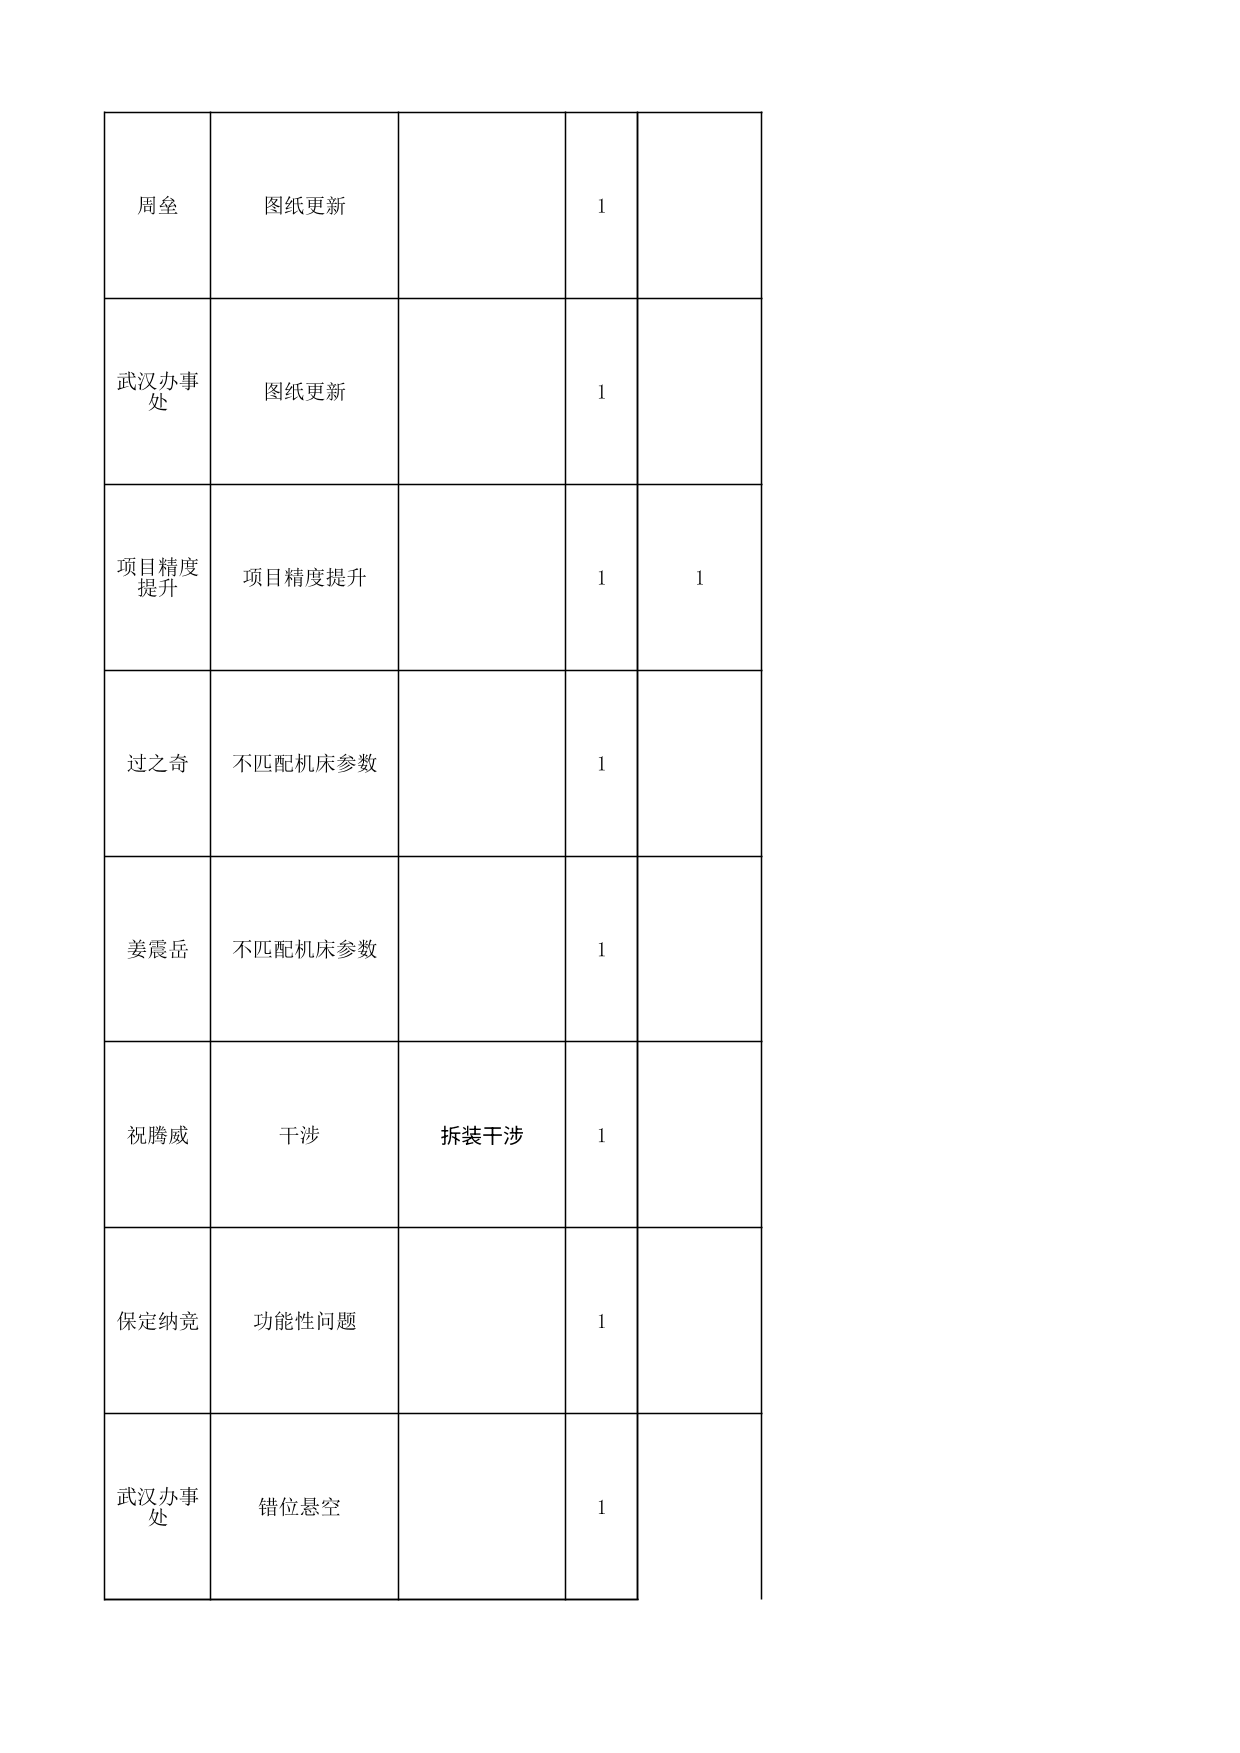 周垒 图纸更新 1
武汉办事
处 图纸更新 1
项目精度
提升 项目精度提升 1 1
过之奇 不匹配机床参数 1
姜震岳 不匹配机床参数 1
祝腾威 干涉 拆装干涉 1
保定纳竞 功能性问题 1
武汉办事
处 错位悬空 1